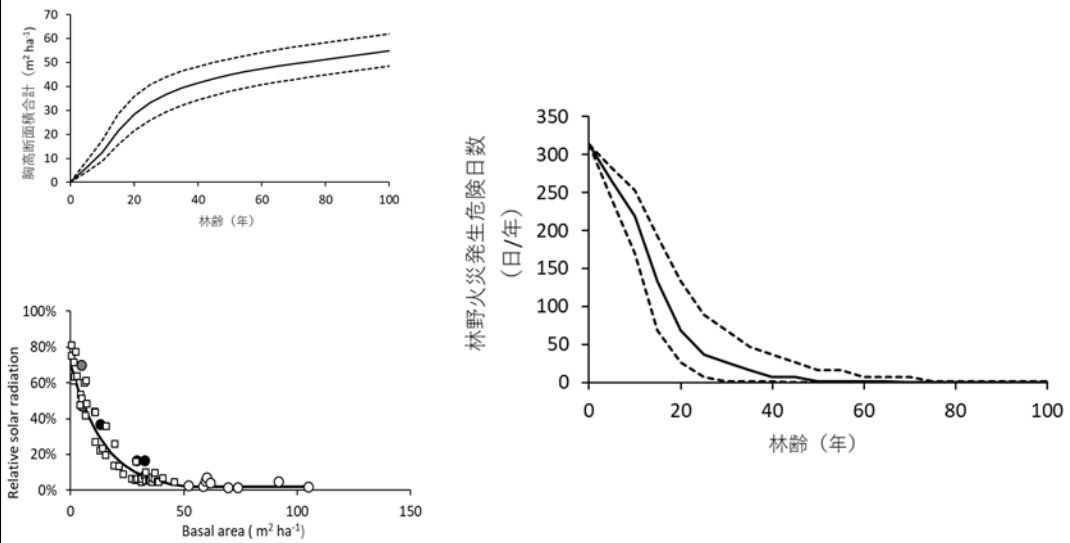 胸高断面積合計（m² ha⁻¹）
70
60
50
40
30
20
10
0
0 20 40 60 80 100
林齢（年）
Relative solar radiation
100%
80%
60%
40%
20%
0%
0 50 100 150
Basal area ( m² ha⁻¹)
林野火災発生危険日数
（日/年）
350
300
250
200
150
100
50
0
0 20 40 60 80 100
林齢（年）